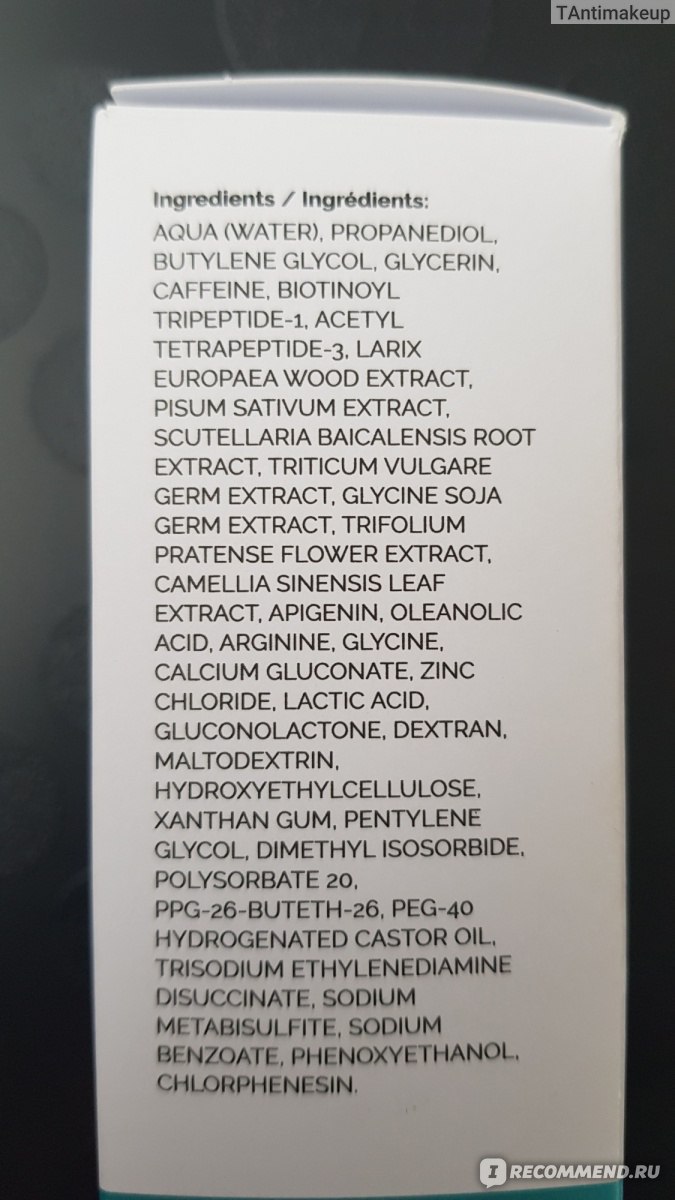 TAntimakeup
Ingredients / Ingrédients:
AQUA (WATER), PROPANEDIOL,
BUTYLENE GLYCOL, GLYCERIN,
CAFFEINE, BIOTINOYL
TRIPEPTIDE-1, ACETYL
TETRAPEPTIDE-3, LARIX
EUROPAEA WOOD EXTRACT,
PISUM SATIVUM EXTRACT,
SCUTELLARIA BAICALENSIS ROOT
EXTRACT, TRITICUM VULGARE
GERM EXTRACT, GLYCINE SOJA
GERM EXTRACT, TRIFOLIUM
PRATENSE FLOWER EXTRACT,
CAMELLIA SINENSIS LEAF
EXTRACT, APIGENIN, OLEANOLIC
ACID, ARGININE, GLYCINE,
CALCIUM GLUCONATE, ZINC
CHLORIDE, LACTIC ACID,
GLUCONOLACTONE, DEXTRAN,
MALTODEXTRIN,
HYDROXYETHYLCELLULOSE,
XANTHAN GUM, PENTYLENE
GLYCOL, DIMETHYL ISOSORBIDE,
POLYSORBATE 20,
PPG-26-BUTETH-26, PEG-40
HYDROGENATED CASTOR OIL,
TRISODIUM ETHYLENEDIAMINE
DISUCCINATE, SODIUM
METABISULFITE, SODIUM
BENZOATE, PHENOXYETHANOL,
CHLORPHENESIN.
IRECOMMEND.RU